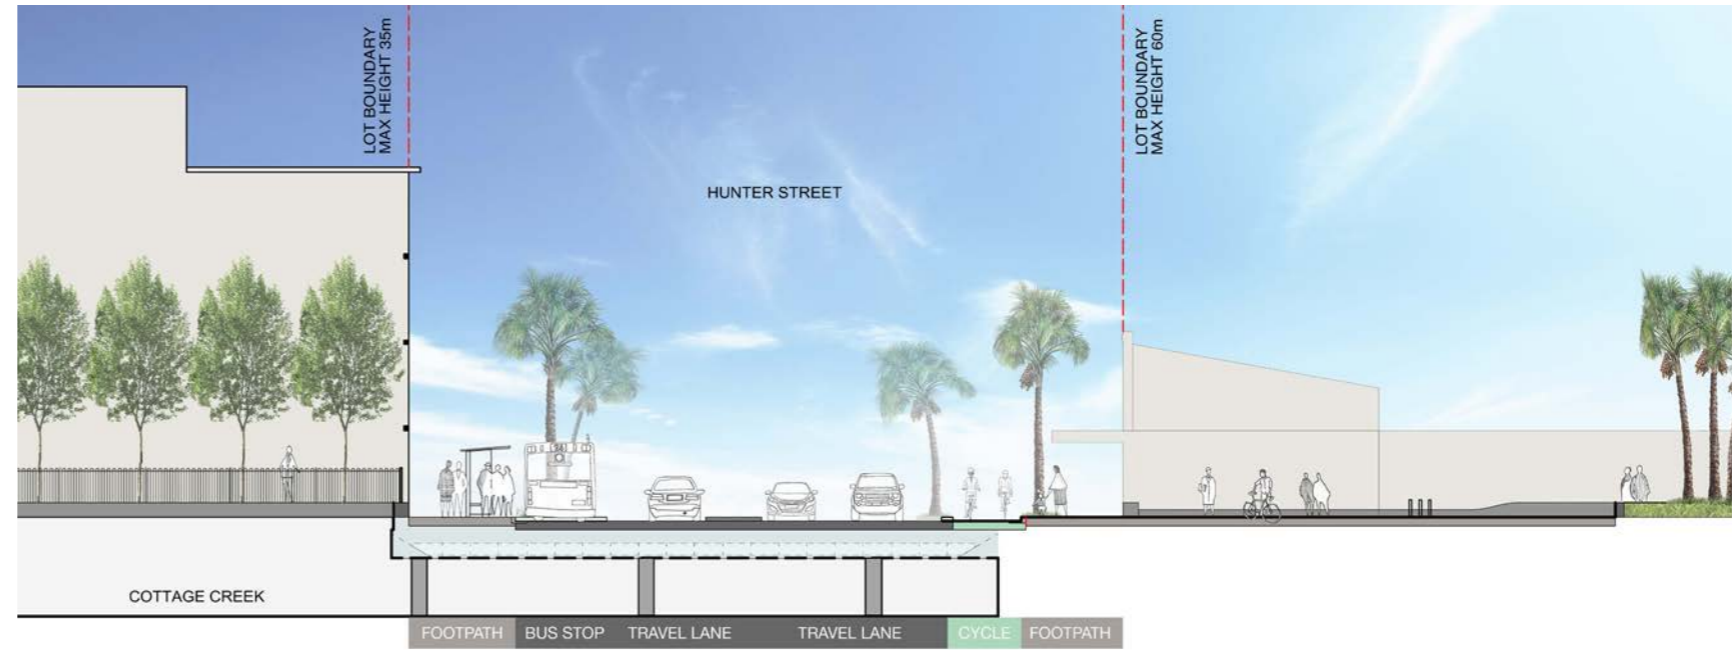 LOT BOUNDARY
MAX HEIGHT 35m
LOT BOUNDARY
MAX HEIGHT 60m
HUNTER STREET
COTTAGE CREEK
FOOTPATH
BUS STOP
TRAVEL LANE
TRAVEL LANE
CYCLE
FOOTPATH